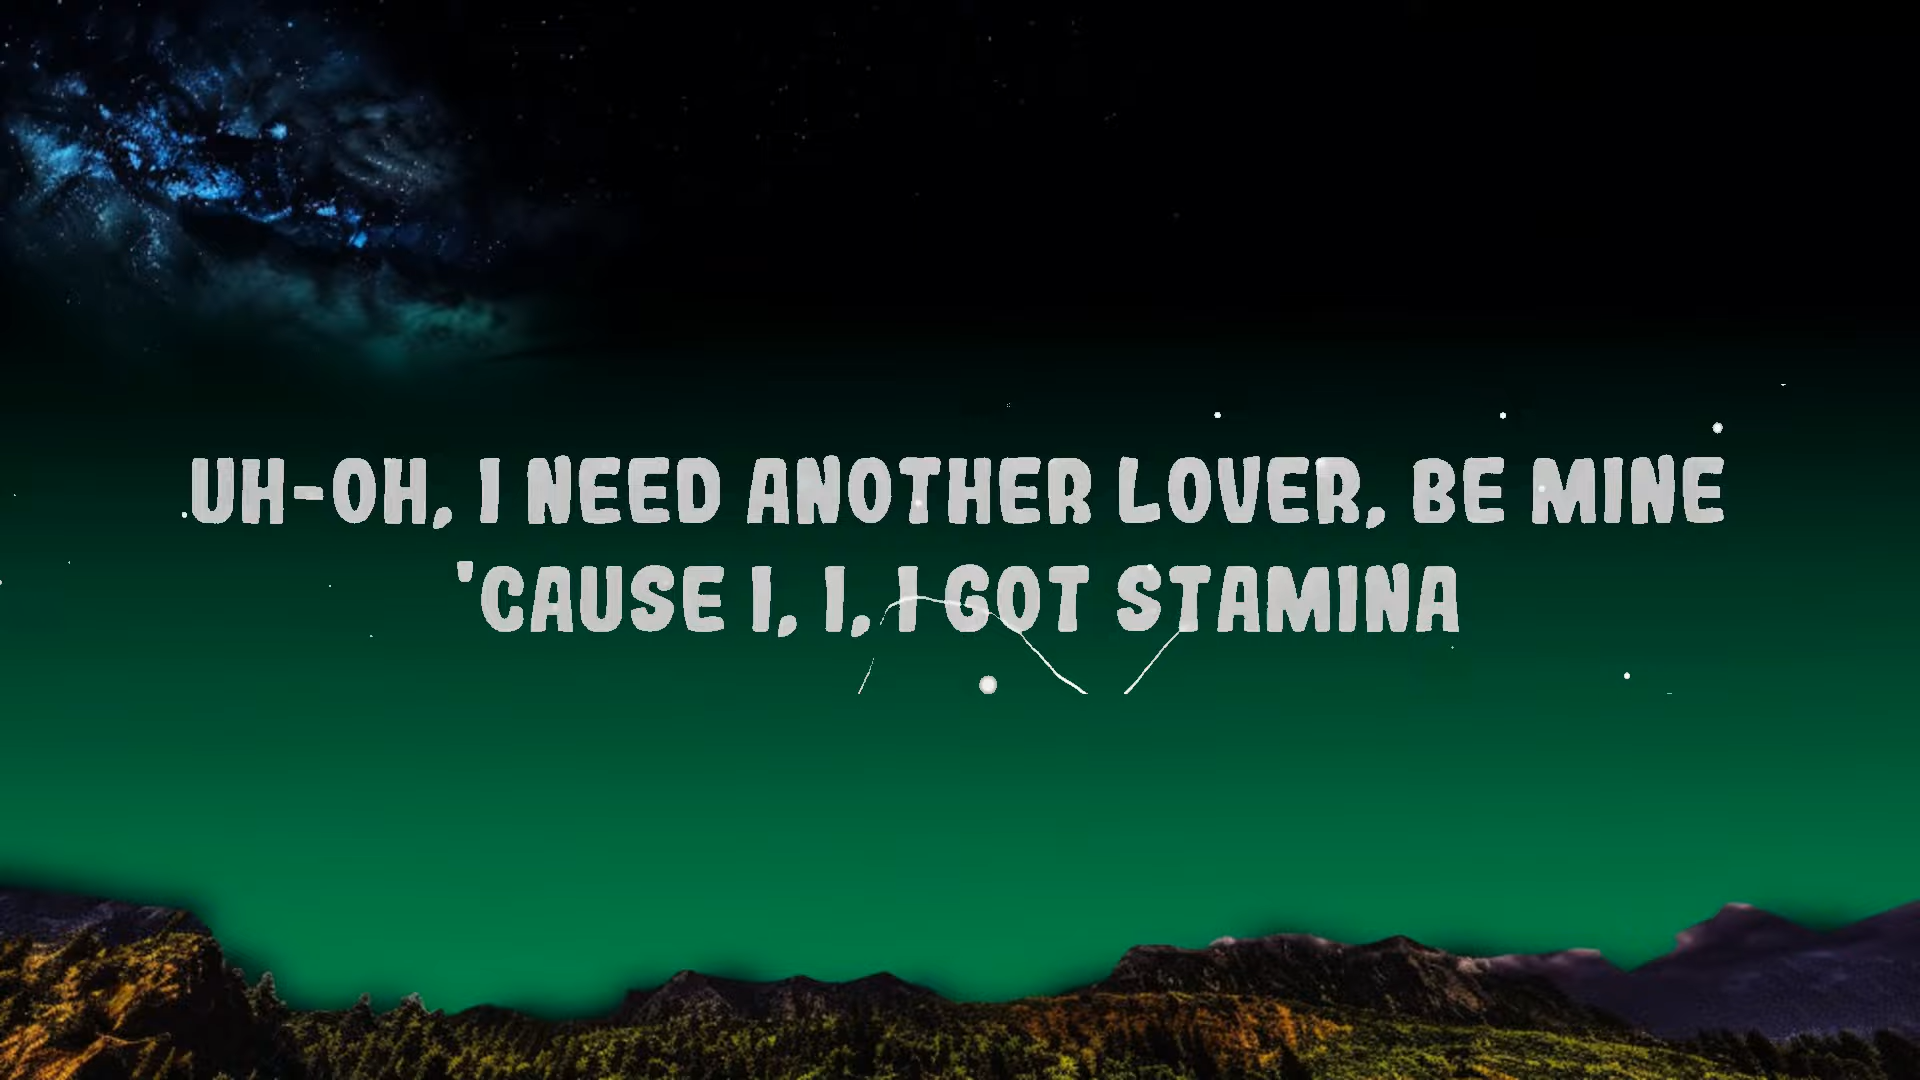 UH-OH, I NEED ANOTHER LOVER, BE MINE
'CAUSE I, I, I GOT STAMINA